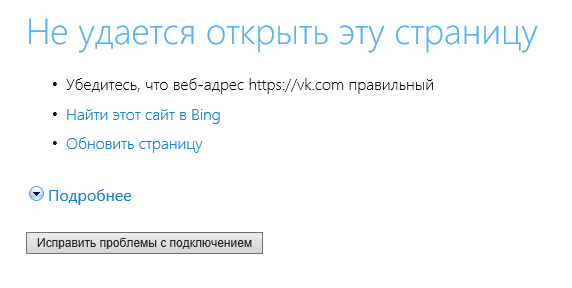 Не удается открыть эту страницу
• Убедитесь, что веб-адрес https://vk.com правильный
• Найти этот сайт в Bing
• Обновить страницу
Подробнее
Исправить проблемы с подключением